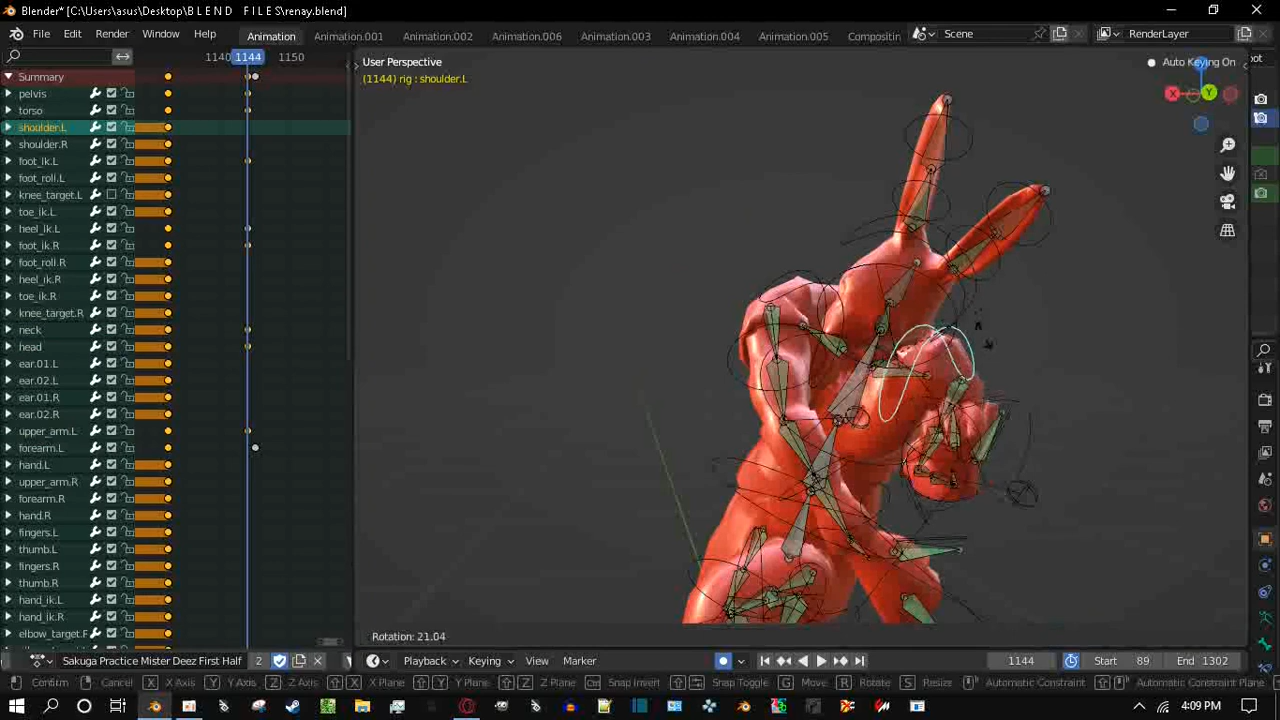 Blender* [C:\Users\asus\Desktop\B L E N D   F I L E S\renay.blend]
File Edit Render Window Help Animation Animation.001 Animation.002 Animation.003 Animation.004 Animation.005 Compositin Scene RenderLayer
1140 1144 1150
User Perspective
(1144) rig : shoulder.L
Auto Keying On
X Y
Summary
pelvis
torso
shoulder.L
shoulder.R
foot_ik.L
foot_roll.L
knee_target.L
toe_ik.L
heel_ik.L
foot_ik.R
foot_roll.R
heel_ik.R
toe_ik.R
knee_target.R
neck
head
ear.01.L
ear.02.L
ear.01.R
ear.02.R
upper_arm.L
forearm.L
hand.L
upper_arm.R
forearm.R
hand.R
fingers.L
thumb.L
fingers.R
thumb.R
hand_ik.L
hand_ik.R
elbow_target.F
Rotation: 21.04
Sakuga Practice Mister Deez First Half 2 Playback Keying View Marker 1144 Start 89 End 1302
Confirm Cancel X X Axis Y Y Axis Z Z Axis X X Plane Y Y Plane Z Z Plane Snap Invert Snap Toggle G Move R Rotate S Resize Automatic Constraint Automatic Constraint Plane
4:09 PM